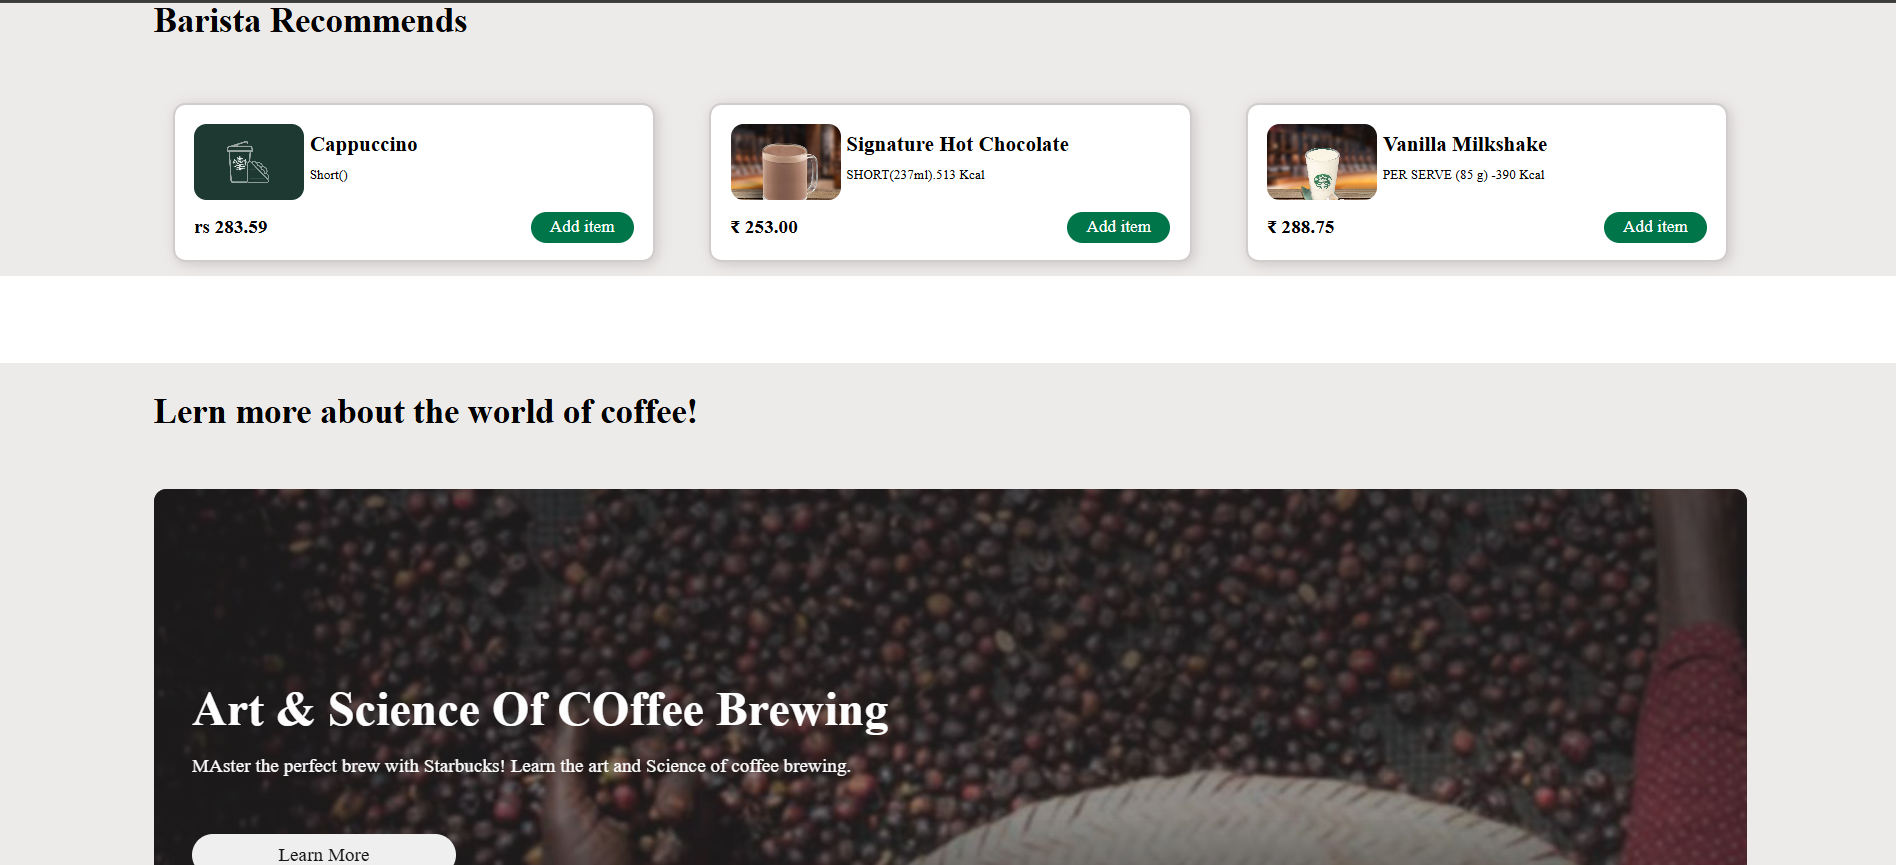 Barista Recommends
Cappuccino
Short()
rs 283.59
Add item
Signature Hot Chocolate
SHORT(237ml).513 Kcal
₹ 253.00
Add item
Vanilla Milkshake
PER SERVE (85 g) -390 Kcal
₹ 288.75
Add item
Lern more about the world of coffee!
Art & Science Of COffee Brewing
MAster the perfect brew with Starbucks! Learn the art and Science of coffee brewing.
Learn More